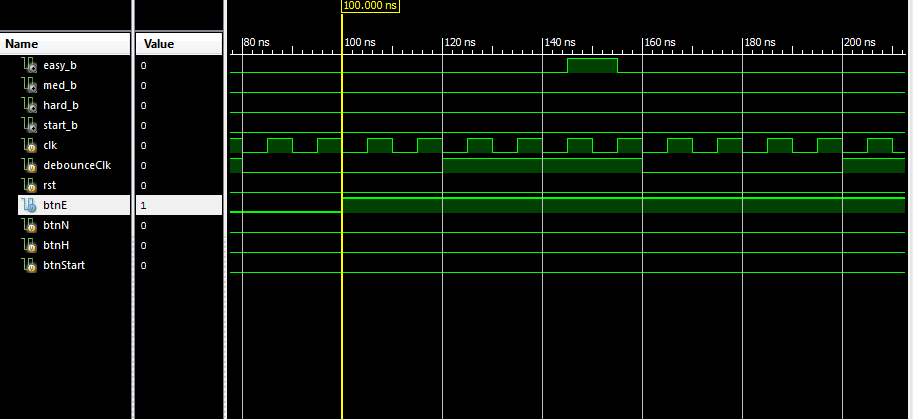 100.000 ns
Name Value
80 ns 100 ns 120 ns 140 ns 160 ns 180 ns 200 ns
easy_b 0
med_b 0
hard_b 0
start_b 0
clk 0
debounceClk 0
rst 0
btnE 1
btnN 0
btnH 0
btnStart 0